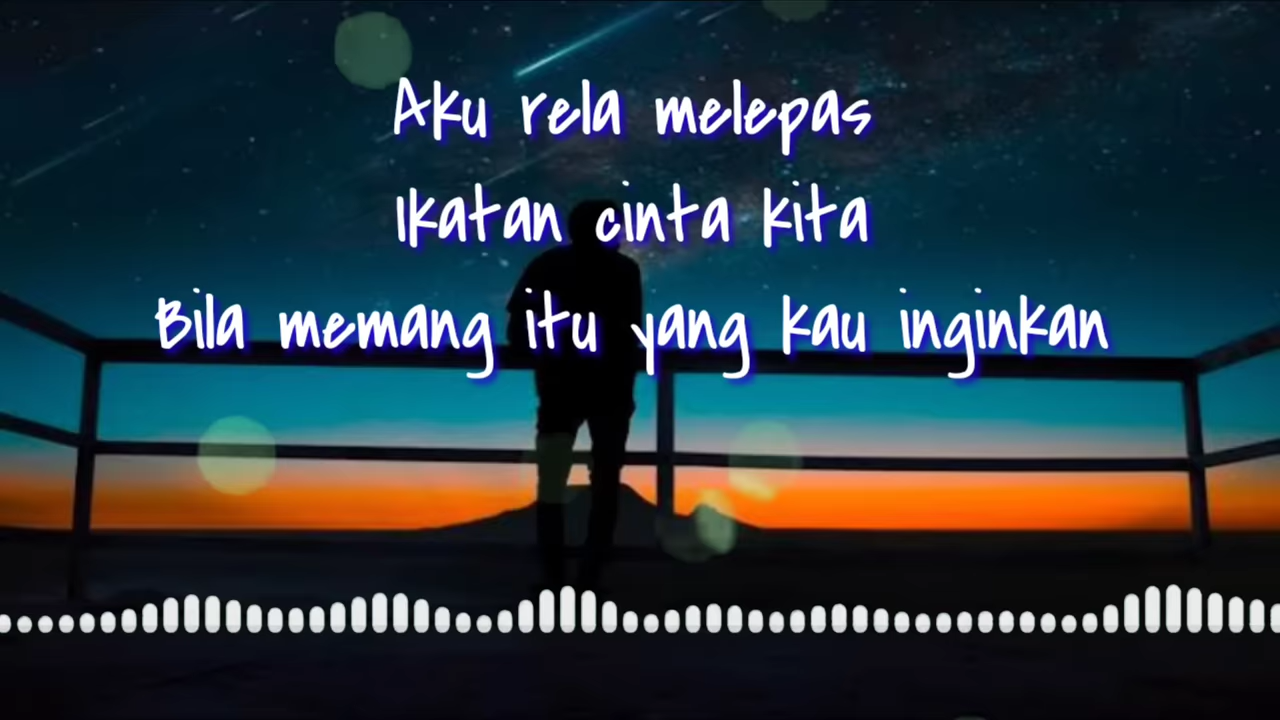 Aku rela melepas
Ikatan cinta kita
Bila memang itu yang kau inginkan